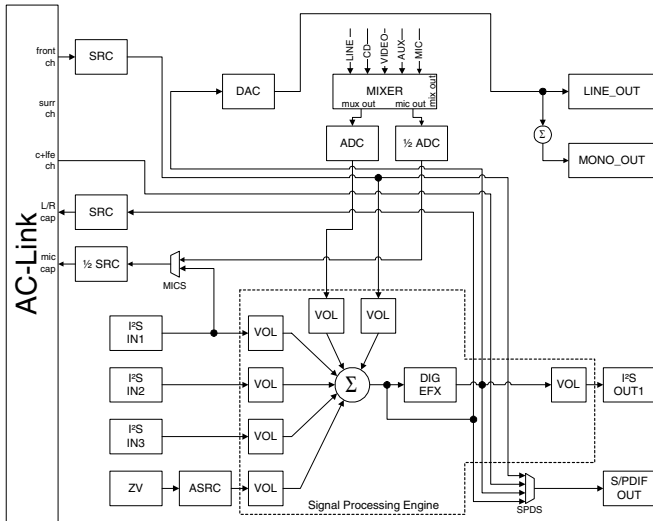 AC-Link
front
ch
surr
ch
c+lfe
ch
L/R
cap
mic
cap
SRC
SRC
½ SRC
MICS
DAC
LINE
CD
VIDEO
AUX
MIC
MIXER
mux out
mic out
mix out
ADC
½ ADC
LINE_OUT
Σ
MONO_OUT
VOL
VOL
I²S
IN1
VOL
I²S
IN2
VOL
Σ
DIG
EFX
VOL
I²S
OUT1
I²S
IN3
VOL
ZV
ASRC
VOL
Signal Processing Engine
SPDS
S/PDIF
OUT